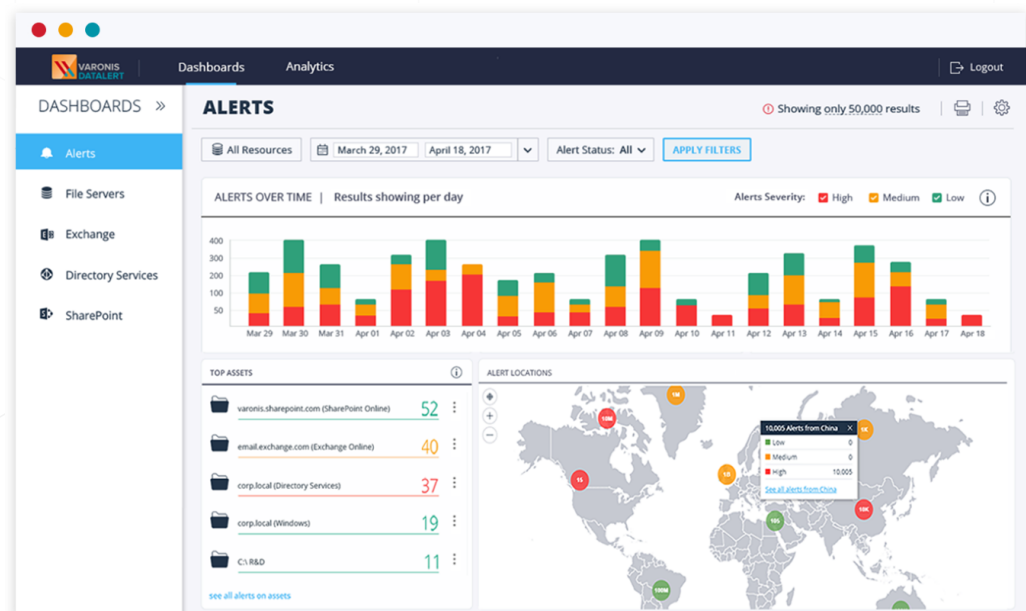 VARONIS
DATALERT
Dashboards
Analytics
Logout
DASHBOARDS »
Alerts
File Servers
Exchange
Directory Services
SharePoint
ALERTS
Showing only 50,000 results
All Resources
March 29, 2017
April 18, 2017
Alert Status: All
APPLY FILTERS
ALERTS OVER TIME | Results showing per day
Alerts Severity: High Medium Low
400
300
200
100
50
Mar 29 Mar 30 Mar 31 Apr 01 Apr 02 Apr 03 Apr 04 Apr 05 Apr 06 Apr 07 Apr 08 Apr 09 Apr 10 Apr 11 Apr 12 Apr 13 Apr 14 Apr 15 Apr 16 Apr 17 Apr 18
TOP ASSETS
varonis.sharepoint.com (SharePoint Online) 52
email.exchange.com (Exchange Online) 40
corp.local (Directory Services) 37
corp.local (Windows) 19
C:\ R&D 11
see all alerts on assets
ALERT LOCATIONS
1M
10M
10,005 Alerts from China X
Low 0
Medium 0
High 10,005
See all alerts from China
10K
100M